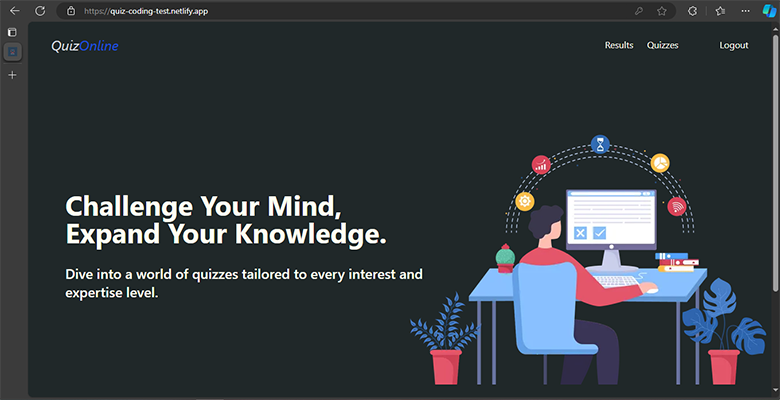 https://quiz-coding-test.netlify.app
QuizOnline
Results Quizzes Logout
Challenge Your Mind,
Expand Your Knowledge.
Dive into a world of quizzes tailored to every interest and
expertise level.